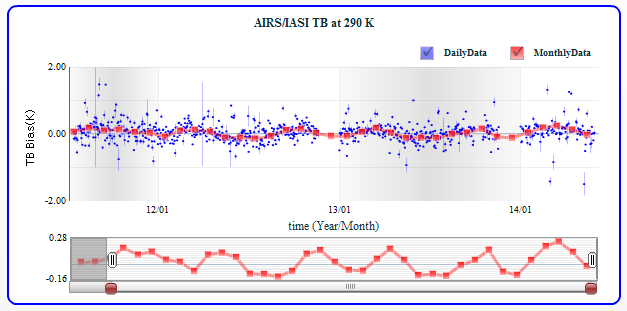 AIRS/IASI TB at 290 K
DailyData MonthlyData
2.00
0.00
-2.00
TB Bias(K)
12/01 13/01 14/01
time (Year/Month)
0.28
-0.16